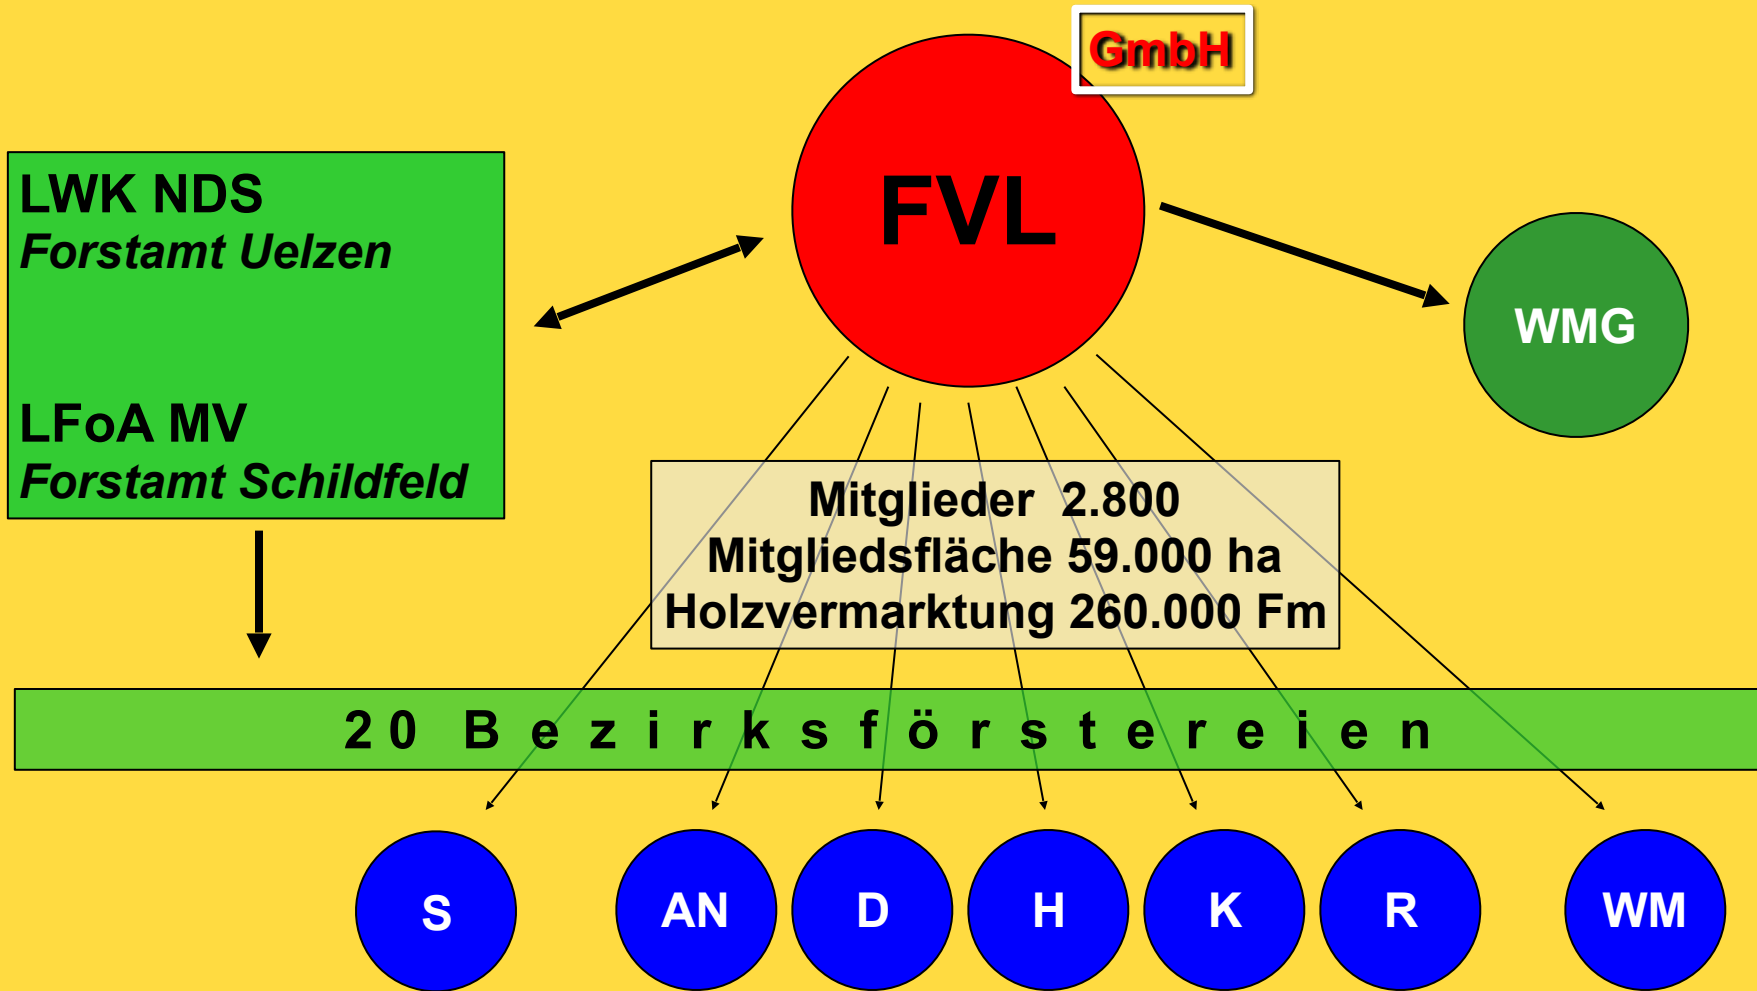 GmbH
FVL
LWK NDS
Forstamt Uelzen
LFoA MV
Forstamt Schildfeld
WMG
Mitglieder 2.800
Mitgliedsfläche 59.000 ha
Holzvermarktung 260.000 Fm
20 Bezirksförstereien
S
AN
D
H
K
R
WM